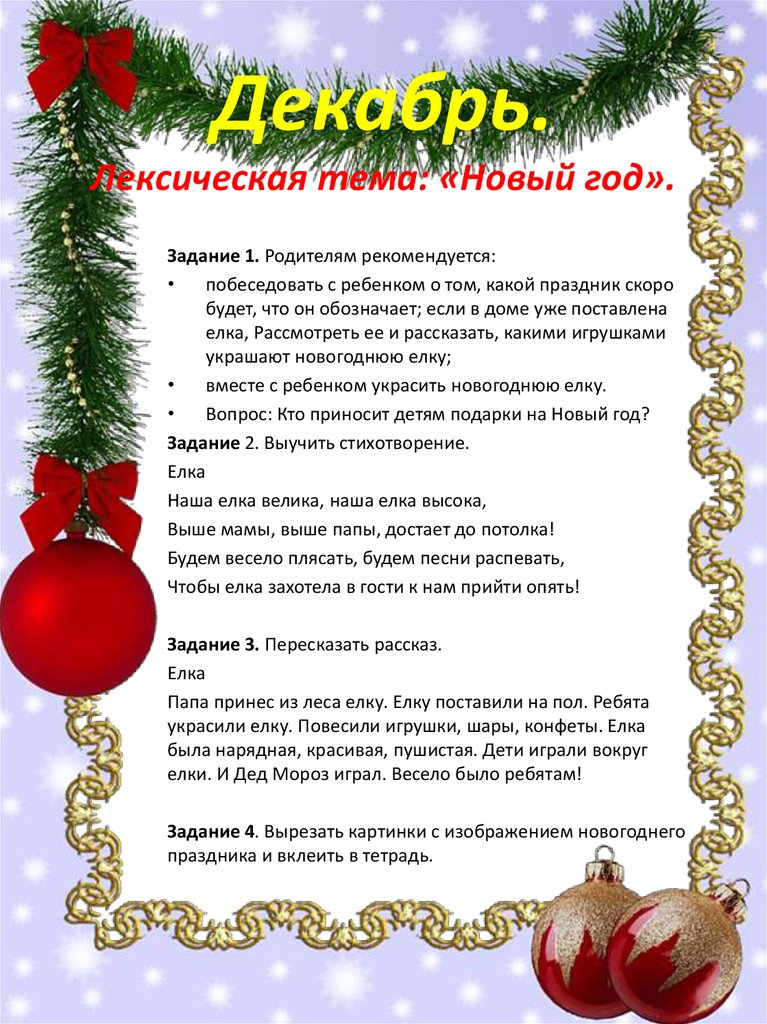 Декабрь.
Лексическая тема: «Новый год».
Задание 1. Родителям рекомендуется:
• побеседовать с ребенком о том, какой праздник скоро
будет, что он обозначает; если в доме уже поставлена
елка, Рассмотреть ее и рассказать, какими игрушками
украшают новогоднюю елку;
• вместе с ребенком украсить новогоднюю елку.
• Вопрос: Кто приносит детям подарки на Новый год?
Задание 2. Выучить стихотворение.
Елка
Наша елка велика, наша елка высока,
Выше мамы, выше папы, достает до потолка!
Будем весело плясать, будем песни распевать,
Чтобы елка захотела в гости к нам прийти опять!
Задание 3. Пересказать рассказ.
Елка
Папа принес из леса елку. Елку поставили на пол. Ребята
украсили елку. Повесили игрушки, шары, конфеты. Елка
была нарядная, красивая, пушистая. Дети играли вокруг
елки. И Дед Мороз играл. Весело было ребятам!
Задание 4. Вырезать картинки с изображением новогоднего
праздника и вклеить в тетрадь.